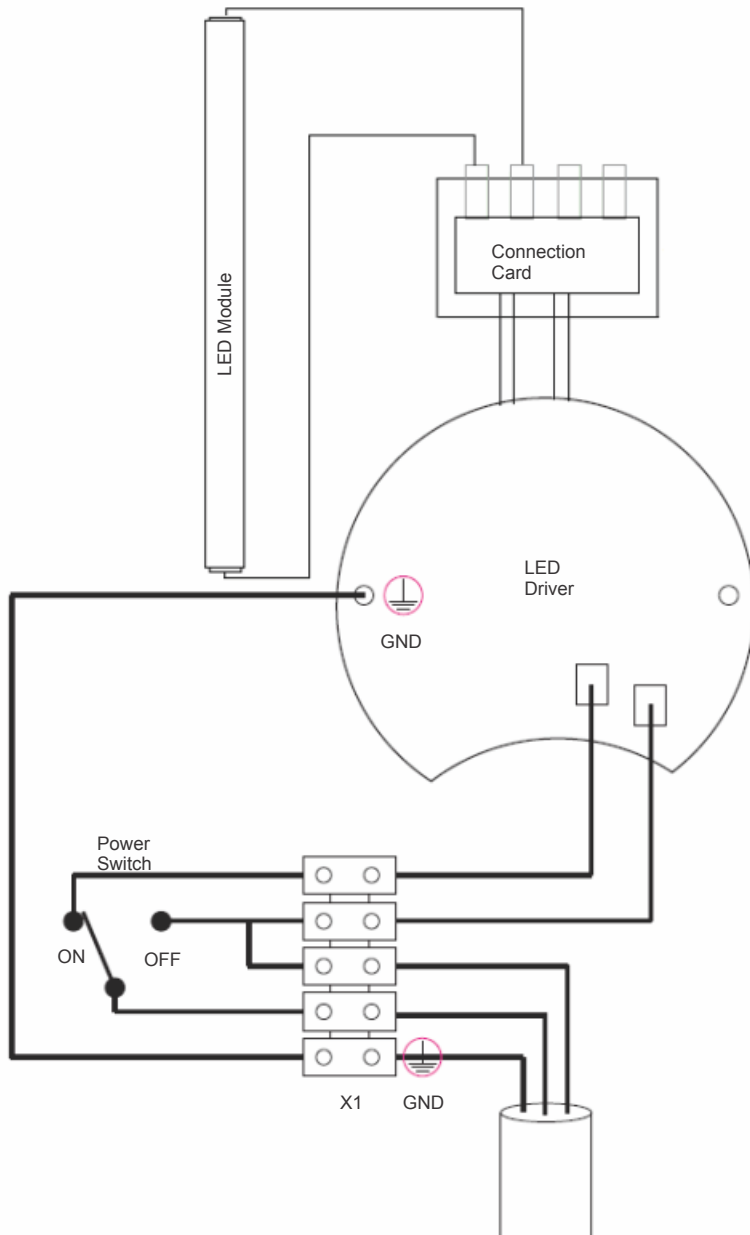 LED Module
Connection
Card
LED
Driver
GND
Power
Switch
ON
OFF
X1
GND